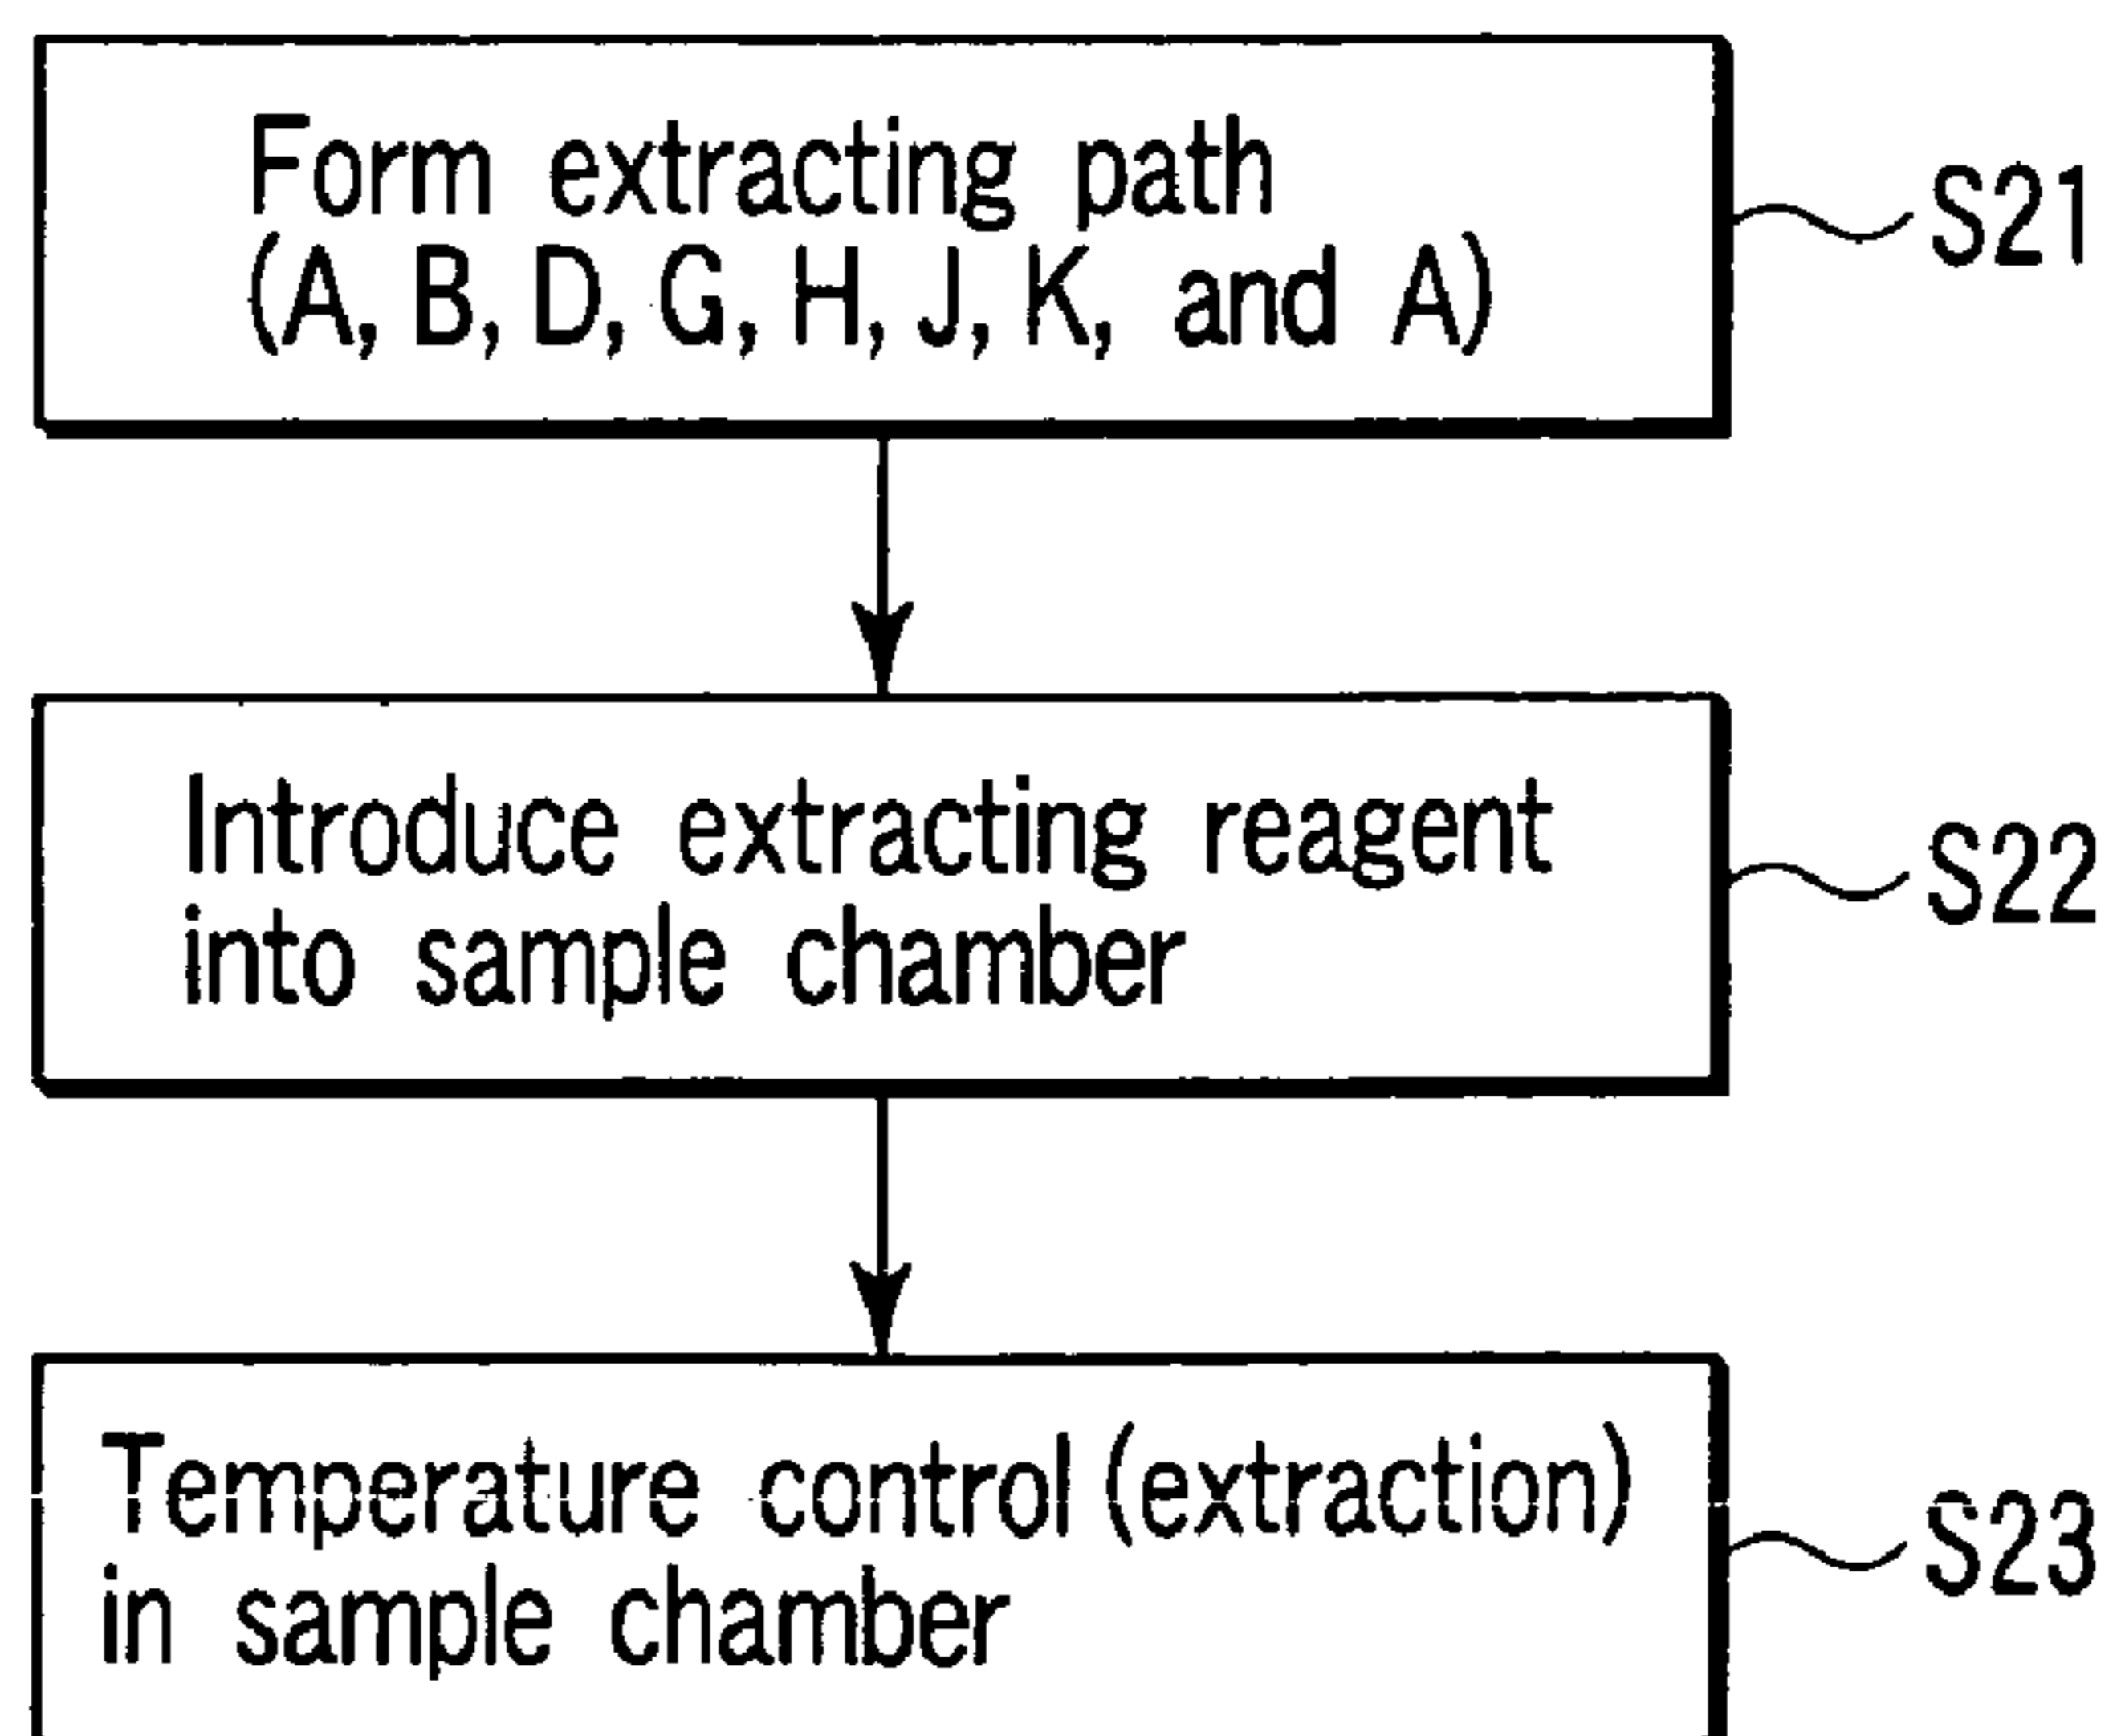 Form extracting path
(A, B, D, G, H, J, K, and A)
S21
Introduce extracting reagent
into sample chamber
S22
Temperature control (extraction)
in sample chamber
S23